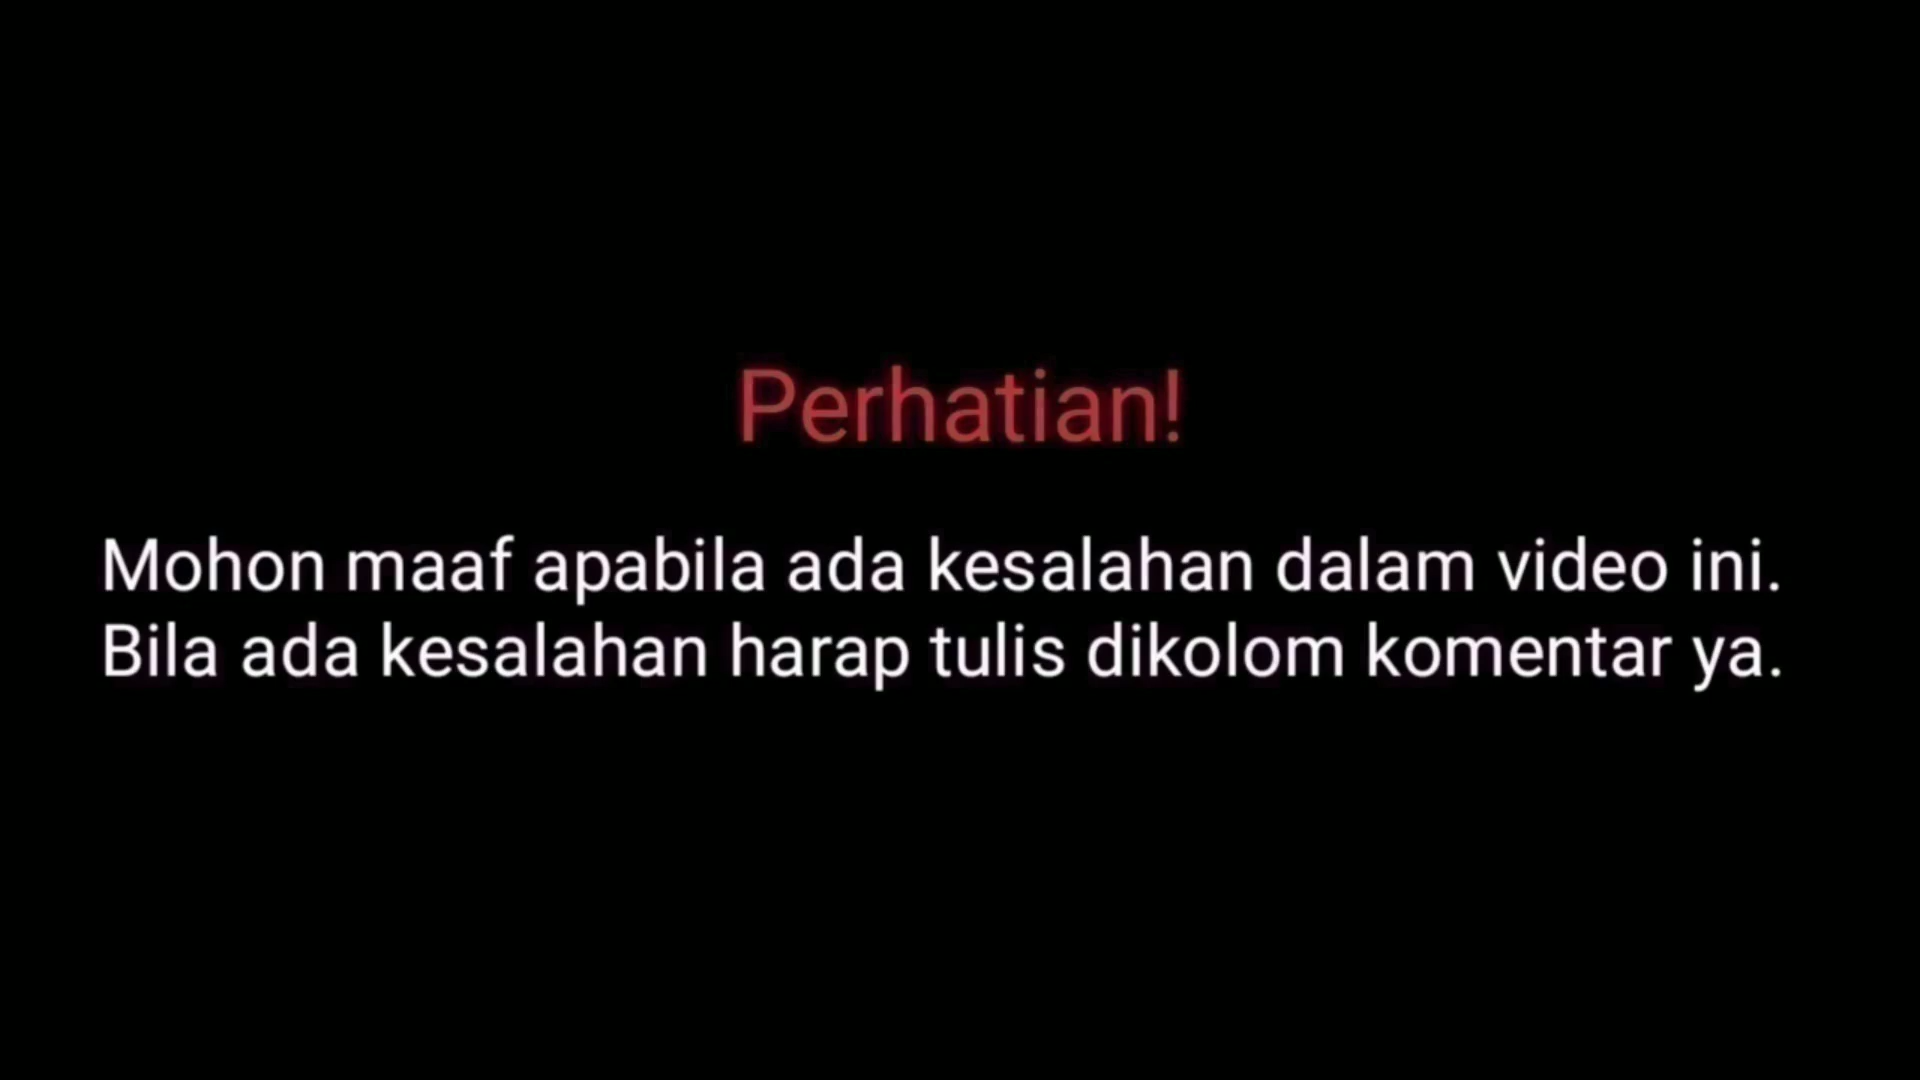 Perhatian!
Mohon maaf apabila ada kesalahan dalam video ini.
Bila ada kesalahan harap tulis dikolom komentar ya.